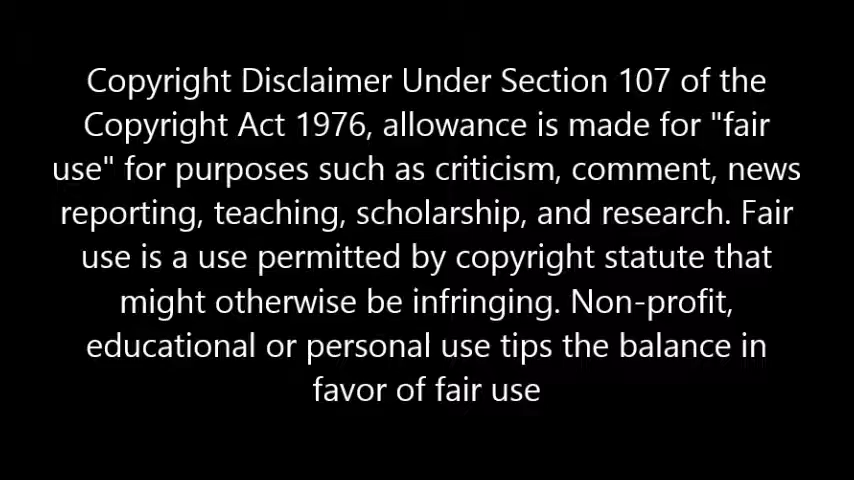 Copyright Disclaimer Under Section 107 of the
Copyright Act 1976, allowance is made for "fair
use" for purposes such as criticism, comment, news
reporting, teaching, scholarship, and research. Fair
use is a use permitted by copyright statute that
might otherwise be infringing. Non-profit,
educational or personal use tips the balance in
favor of fair use